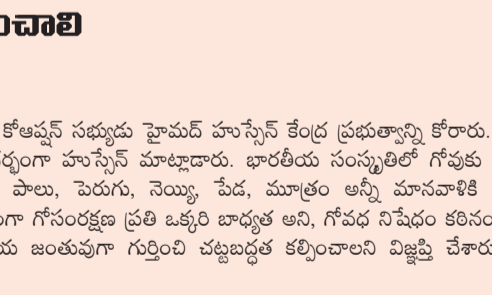 ంచాలి
కోఆప్షన్ సభ్యుడు హైమద్ హుస్సేన్ కేంద్ర ప్రభుత్వాన్ని కోరారు.
ర్భంగా హుస్సేన్ మాట్లాడారు. భారతీయ సంస్కృతిలో గోవుకు
పాలు, పెరుగు, నెయ్యి, పేడ, మూత్రం అన్నీ మానవాళికి
ంగా గోసంరక్షణ ప్రతి ఒక్కరి బాధ్యత అని, గోవధ నిషేధం కఠినం
య జంతువుగా గుర్తించి చట్టబద్ధత కల్పించాలని విజ్ఞప్తి చేశారు